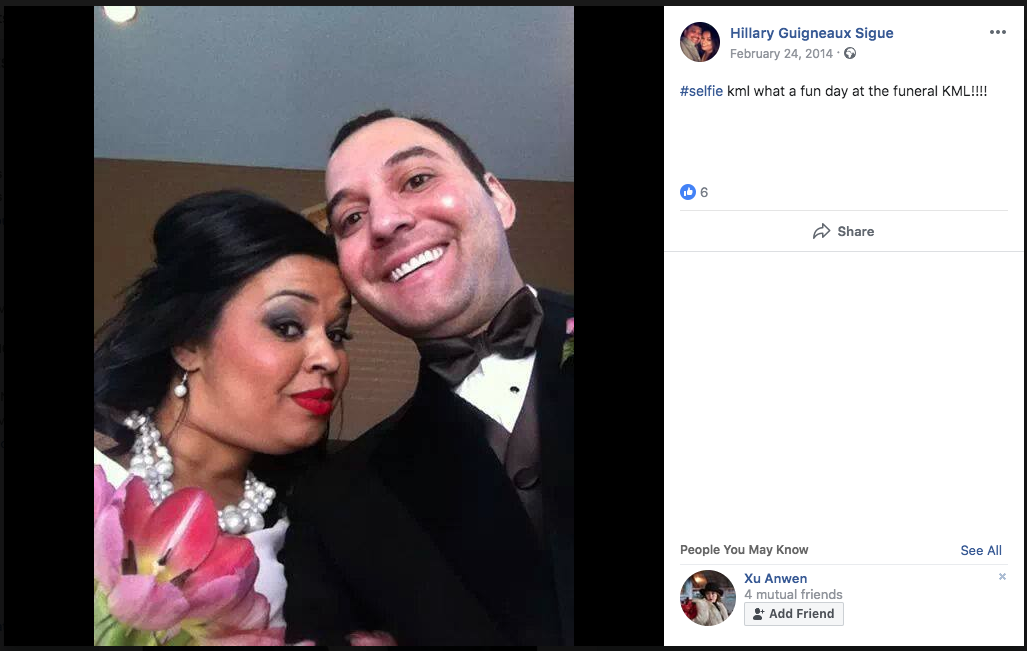 Hillary Guigneaux Sigue
February 24, 2014 ·
#selfie kml what a fun day at the funeral KML!!!!
6
Share
People You May Know
See All
Xu Anwen
4 mutual friends
Add Friend